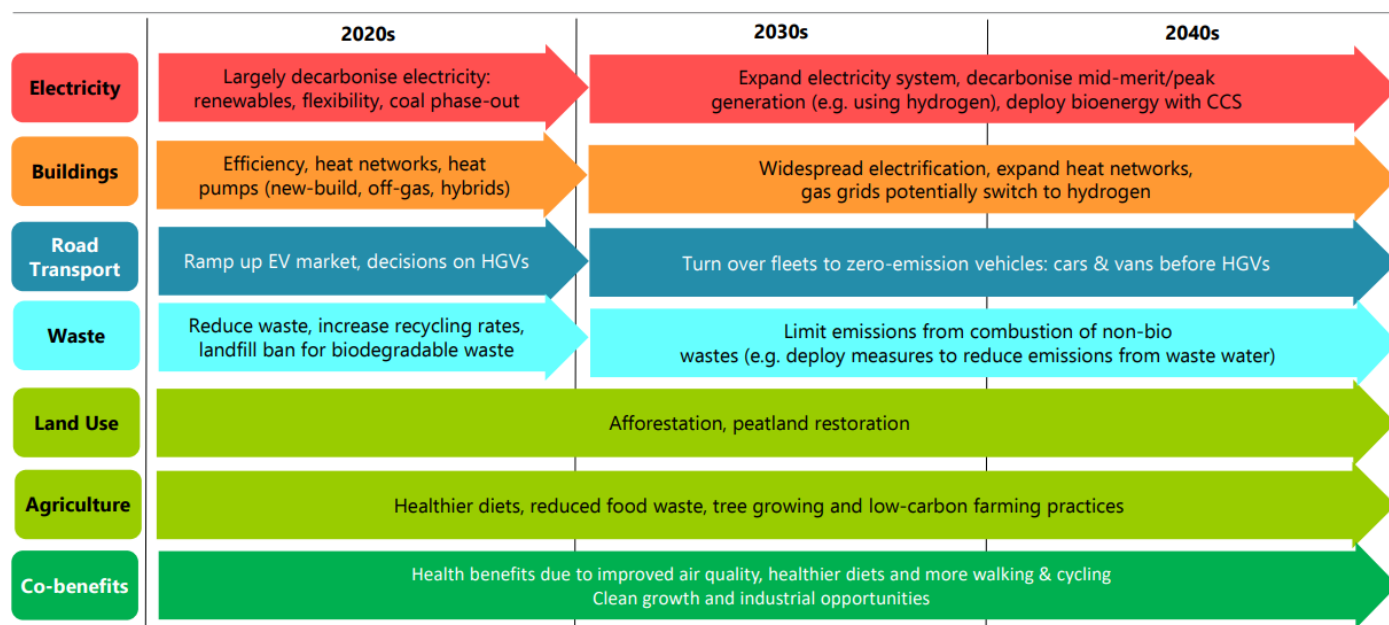 2020s
2030s
2040s
Electricity
Largely decarbonise electricity:
renewables, flexibility, coal phase-out
Expand electricity system, decarbonise mid-merit/peak
generation (e.g. using hydrogen), deploy bioenergy with CCS
Buildings
Efficiency, heat networks, heat
pumps (new-build, off-gas, hybrids)
Widespread electrification, expand heat networks,
gas grids potentially switch to hydrogen
Road
Transport
Ramp up EV market, decisions on HGVs
Turn over fleets to zero-emission vehicles: cars & vans before HGVs
Waste
Reduce waste, increase recycling rates,
landfill ban for biodegradable waste
Limit emissions from combustion of non-bio
wastes (e.g. deploy measures to reduce emissions from waste water)
Land Use
Afforestation, peatland restoration
Agriculture
Healthier diets, reduced food waste, tree growing and low-carbon farming practices
Co-benefits
Health benefits due to improved air quality, healthier diets and more walking & cycling
Clean growth and industrial opportunities